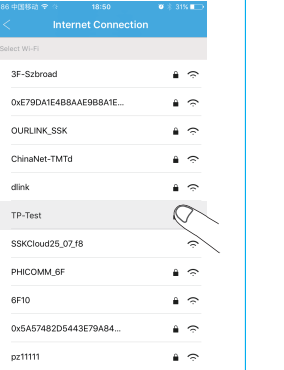 86 中国移动 18:50 31%
Internet Connection
Select Wi-Fi
3F-Szbroad
0xE79DA1E4B8AAE9B8A1E...
OURLINK_SSK
ChinaNet-TMTd
dlink
TP-Test
SSKCloud25_07_f8
PHICOMM_6F
6F10
0x5A57482D5443E79A84...
pz11111